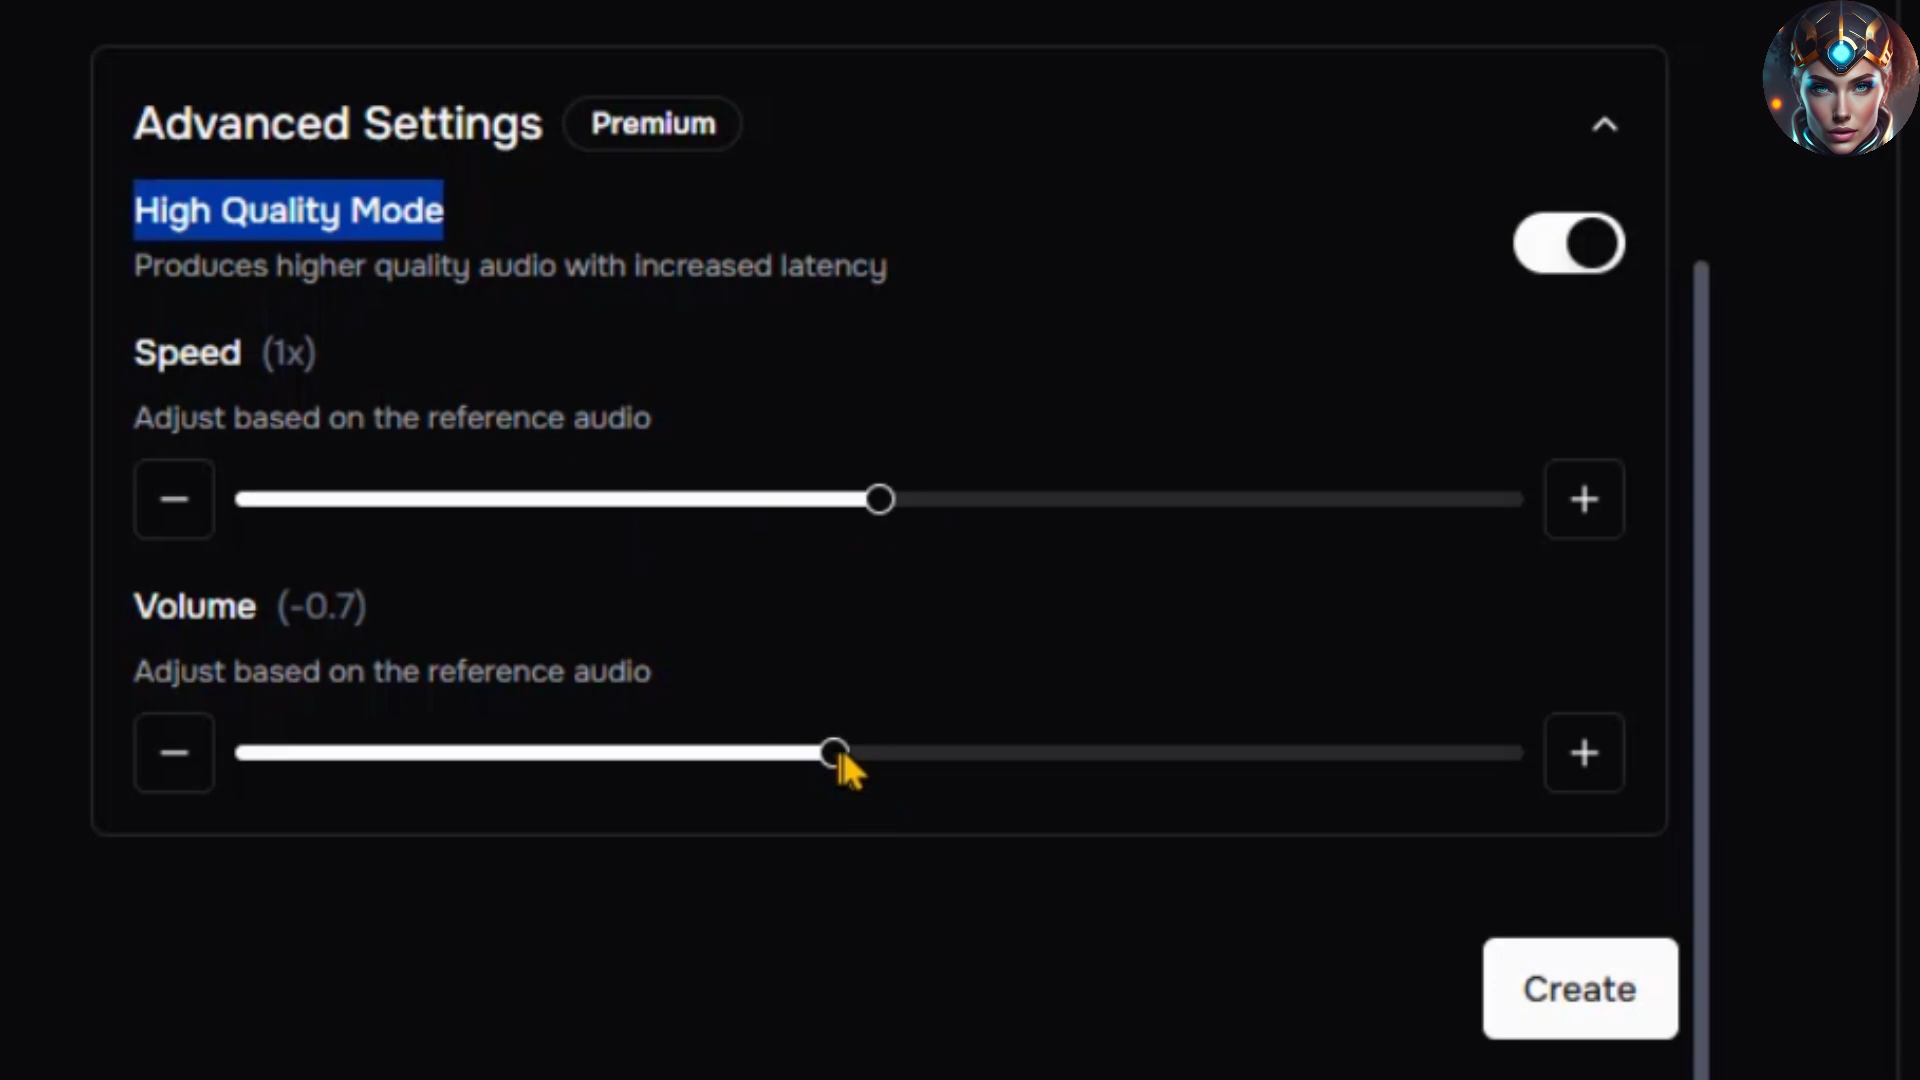 Advanced Settings Premium
High Quality Mode
Produces higher quality audio with increased latency
Speed (1x)
Adjust based on the reference audio
Volume (-0.7)
Adjust based on the reference audio
Create